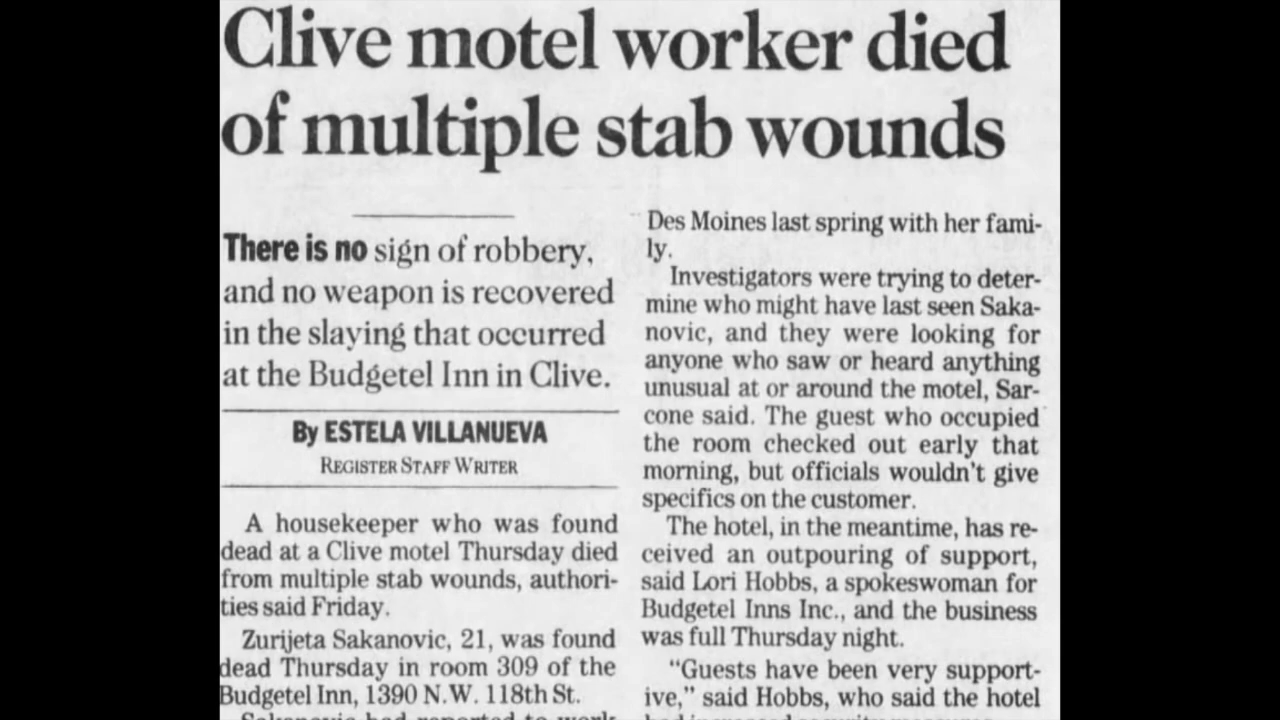 Clive motel worker died
of multiple stab wounds
There is no sign of robbery,
and no weapon is recovered
in the slaying that occurred
at the Budgetel Inn in Clive.
By ESTELA VILLANUEVA
REGISTER STAFF WRITER
A housekeeper who was found
dead at a Clive motel Thursday died
from multiple stab wounds, authori-
ties said Friday.
Zurijeta Sakanovic, 21, was found
dead Thursday in room 309 of the
Budgetel Inn, 1390 N.W. 118th St.
Sakanovic had reported to work
Des Moines last spring with her fami-
ly.
Investigators were trying to deter-
mine who might have last seen Saka-
novic, and they were looking for
anyone who saw or heard anything
unusual at or around the motel, Sar-
cone said. The guest who occupied
the room checked out early that
morning, but officials wouldn't give
specifics on the customer.
The hotel, in the meantime, has re-
ceived an outpouring of support,
said Lori Hobbs, a spokeswoman for
Budgetel Inns Inc., and the business
was full Thursday night.
"Guests have been very support-
ive," said Hobbs, who said the hotel